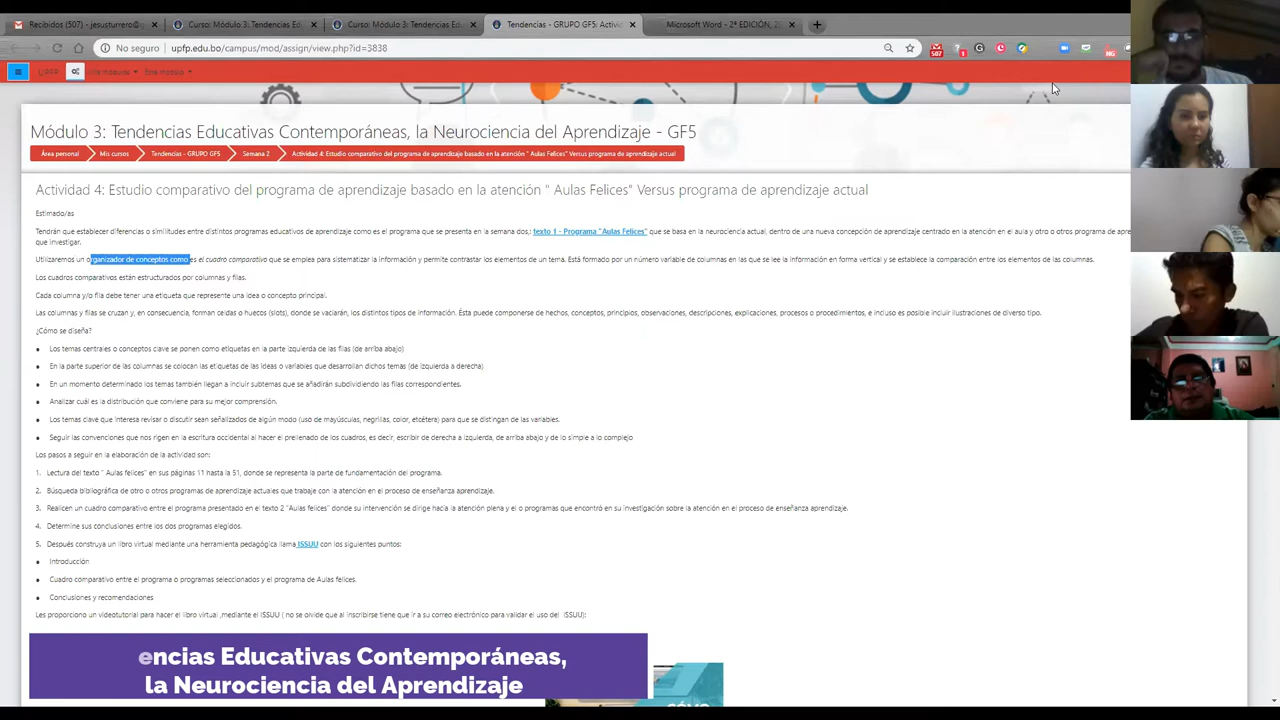 Recibidos (507) - jesusturrero@g
Curso: Módulo 3: Tendencias Ed
Curso: Módulo 3: Tendencias Ed
Tendencias - GRUPO GF5: Activi
Microsoft Word - 2ª EDICIÓN, 20
No seguro upfp.edu.bo/campus/mod/assign/view.php?id=3838
507
Este módulo
Módulo 3: Tendencias Educativas Contemporáneas, la Neurociencia del Aprendizaje - GF5
Área personal Mis cursos Tendencias - GRUPO GF5 Semana 2 Actividad 4: Estudio comparativo del programa de aprendizaje basado en la atención " Aulas Felices" Versus programa de aprendizaje actual
Actividad 4: Estudio comparativo del programa de aprendizaje basado en la atención " Aulas Felices" Versus programa de aprendizaje actual
Estimado/as
Tendrán que establecer diferencias o similitudes entre distintos programas educativos de aprendizaje como es el programa que se presenta en la semana dos,: texto I - Programa "Aulas Felices" que se basa en la neurociencia actual, dentro de una nueva concepción de aprendizaje centrado en la atención en el aula y otro o otros programa de apre
que investigar.
Utilizaremos un organizador de conceptos como es el cuadro comparativo que se emplea para sistematizar la información y permite contrastar los elementos de un tema. Está formado por un número variable de columnas en las que se lee la información en forma vertical y se establece la comparación entre los elementos de las columnas.
Los cuadros comparativos están estructurados por columnas y filas.
Cada columna y/o fila debe tener una etiqueta que represente una idea o concepto principal.
Las columnas y filas se cruzan y, en consecuencia, forman celdas o huecos (slots), donde se vaciarán, los distintos tipos de información. Ésta puede componerse de hechos, conceptos, principios, observaciones, descripciones, explicaciones, procesos o procedimientos, e incluso es posible incluir ilustraciones de diverso tipo.
¿Cómo se diseña?
• Los temas centrales o conceptos clave se ponen como etiquetas en la parte izquierda de las filas (de arriba abajo)
• En la parte superior de las columnas se colocan las etiquetas de las ideas o variables que desarrollan dichos temas (de izquierda a derecha)
• En un momento determinado los temas también llegan a incluir subtemas que se añadirán subdividiendo las filas correspondientes.
• Analizar cuál es la distribución que conviene para su mejor comprensión.
• Los temas clave que interesa revisar o discutir sean señalizados de algún modo (uso de mayúsculas, negrillas, color, etcétera) para que se distingan de las variables.
• Seguir las convenciones que nos rigen en la escritura occidental al hacer el prellenado de los cuadros, es decir, escribir de derecha a izquierda, de arriba abajo y de lo simple a lo complejo
Los pasos a seguir en la elaboración de la actividad son:
1. Lectura del texto " Aulas felices" en sus páginas 11 hasta la 51, donde se representa la parte de fundamentación del programa.
2. Búsqueda bibliográfica de otro o otros programas de aprendizaje actuales que trabaje con la atención en el proceso de enseñanza aprendizaje.
3. Realicen un cuadro comparativo entre el programa presentado en el texto 2 "Aulas felices" donde su intervención se dirige hacia la atención plena y el o programas que encontró en su investigación sobre la atención en el proceso de enseñanza aprendizaje.
4. Determine sus conclusiones entre los dos programas elegidos.
5. Después construya un libro virtual mediante una herramienta pedagógica llama ISSUU con los siguientes puntos:
• Introducción
• Cuadro comparativo entre el programa o programas seleccionados y el programa de Aulas felices.
• Conclusiones y recomendaciones
Les proporciono un videotutorial para hacer el libro virtual ,mediante el ISSUU ( no se olvide que al inscribirse tiene que ir a su correo electrónico para validar el uso del ISSUU):
encias Educativas Contemporáneas,
la Neurociencia del Aprendizaje
CÓMO